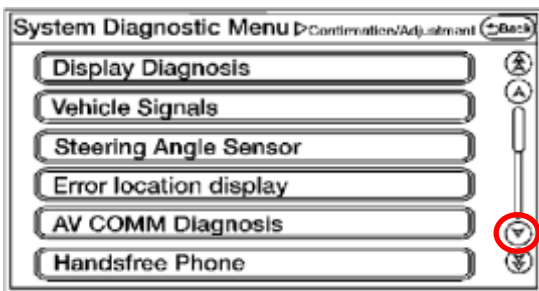 System Diagnostic Menu ▷Confirmation/Adjustment Back
Display Diagnosis
Vehicle Signals
Steering Angle Sensor
Error location display
AV COMM Diagnosis
Handsfree Phone